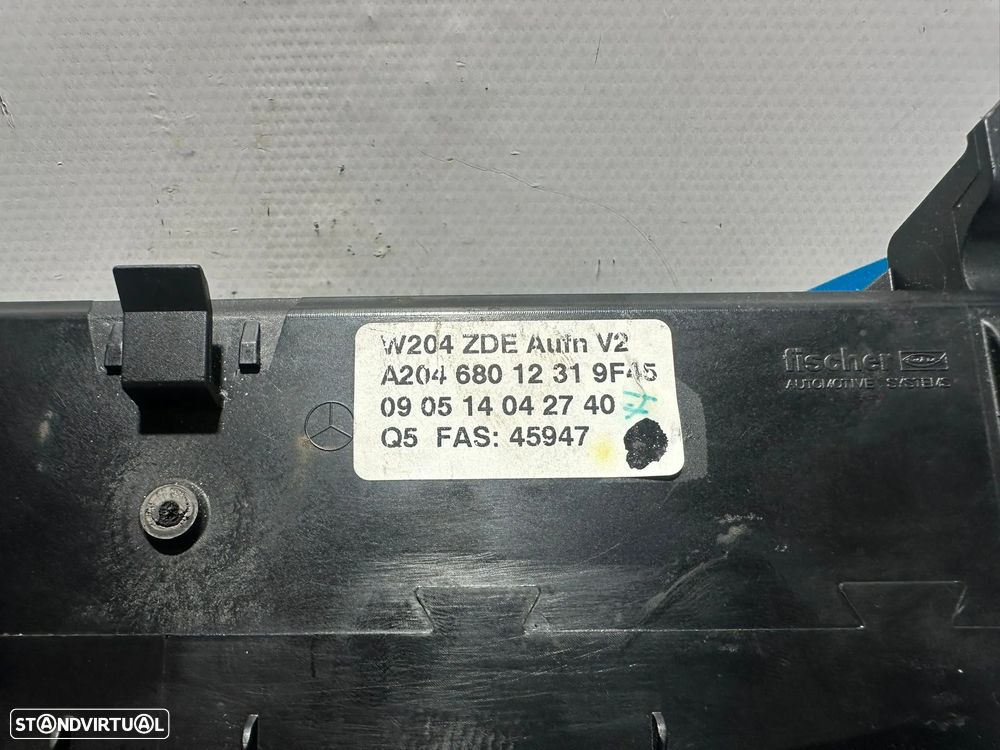 W204 ZDE Aufn V2
A204 680 12 31 9F45
09 05 14 04 27 40
Q5 FAS: 45947
fischer
AUTOMOTIVE SYSTEMS
STANDVIRTUAL